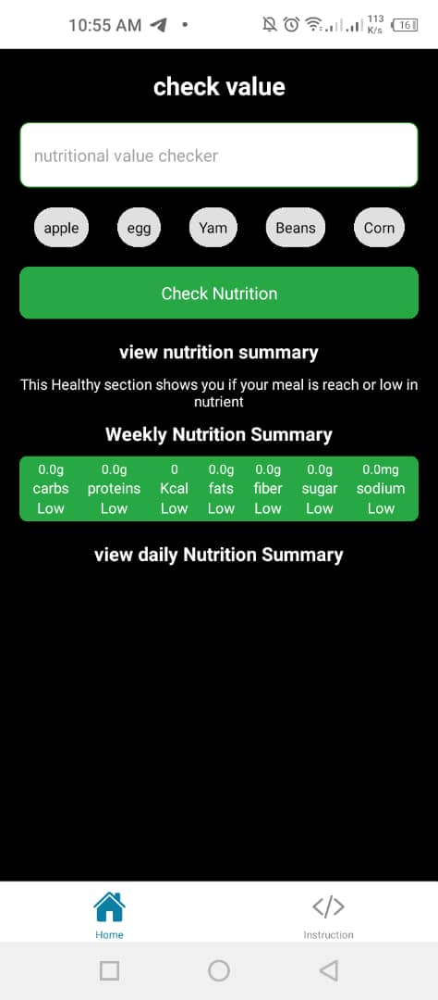 10:55 AM
113
K/s
16
check value
nutritional value checker
apple egg Yam Beans Corn
Check Nutrition
view nutrition summary
This Healthy section shows you if your meal is reach or low in
nutrient
Weekly Nutrition Summary
0.0g 0.0g 0 0.0g 0.0g 0.0g 0.0mg
carbs proteins Kcal fats fiber sugar sodium
Low Low Low Low Low Low Low
view daily Nutrition Summary
Home Instruction